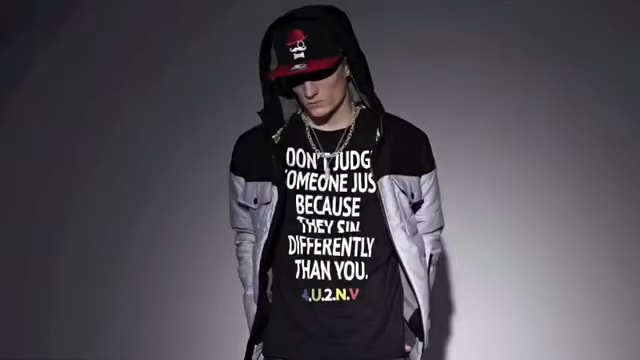 DON'T JUDG
SOMEONE JUS
BECAUSE
THEY SIN
DIFFERENTLY
THAN YOU.
4.U.2.N.V